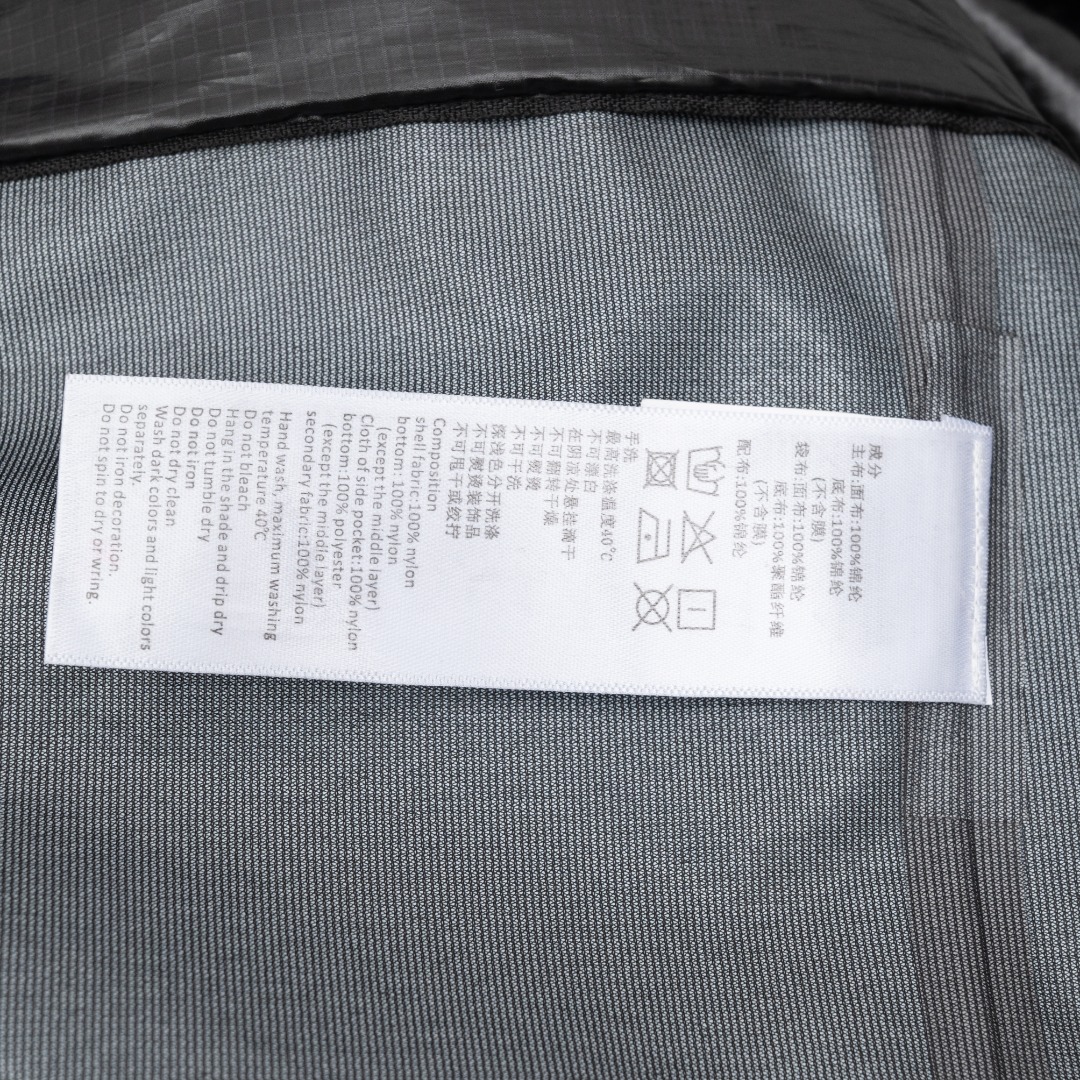 成分
主布:面布:100%锦纶
底布:100%锦纶
(不含膜)
袋布:面布:100%锦纶
底布:100%聚酯纤维
(不含膜)
配布:100%锦纶
手洗
最高洗涤温度40℃
不可漂白
在阴凉处悬挂滴干
不可翻转干燥
不可熨烫
不可干洗
深浅色分开洗涤
不可熨烫装饰品
不可甩干或绞拧
Composition
shell fabric:100% nylon
bottom: 100% nylon
(except the middle layer)
Cloth of side pocket:100% nylon
bottom:100% polyester
(except the middle layer)
secondary fabric:100% nylon
Hand wash, maximum washing
temperature 40℃
Do not bleach
Hang in the shade and drip dry
Do not tumble dry
Do not iron
Do not dry clean
Wash dark colors and light colors
separately.
Do not iron decoration.
Do not spin to dry or wring.